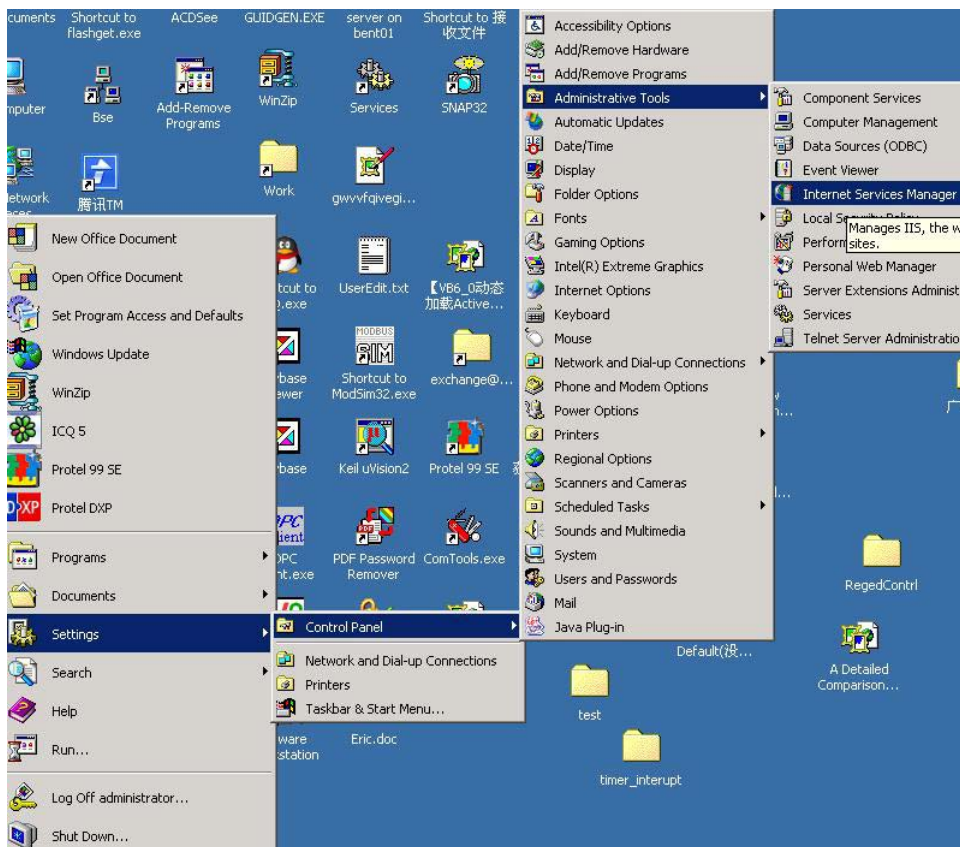 Shortcut to
flashget.exe
ACDSee
GUIDGEN.EXE
server on
bent01
Shortcut to 接
收文件
Bse
Add-Remove
Programs
WinZip
Services
SNAP32
腾讯TM
Work
gwvvfqivegi...
UserEdit.txt
【VB6_0动态
加载Active...
MODBUS
SIM
Shortcut to
ModSim32.exe
exchange@...
Keil uVision2
Protel 99 SE
PDF Password
Remover
ComTools.exe
Eric.doc
New Office Document
Open Office Document
Set Program Access and Defaults
Windows Update
WinZip
ICQ 5
Protel 99 SE
Protel DXP
Programs
Documents
Settings
Search
Help
Run...
Log Off administrator...
Shut Down...
Control Panel
Network and Dial-up Connections
Printers
Taskbar & Start Menu...
Accessibility Options
Add/Remove Hardware
Add/Remove Programs
Administrative Tools
Automatic Updates
Date/Time
Display
Folder Options
Fonts
Gaming Options
Intel(R) Extreme Graphics
Internet Options
Keyboard
Mouse
Network and Dial-up Connections
Phone and Modem Options
Power Options
Printers
Regional Options
Scanners and Cameras
Scheduled Tasks
Sounds and Multimedia
System
Users and Passwords
Mail
Java Plug-in
Component Services
Computer Management
Data Sources (ODBC)
Event Viewer
Internet Services Manager
Local Security Policy
Manages IIS, the w
sites.
Personal Web Manager
Server Extensions Administ
Services
Telnet Server Administratio
RegedContrl
Default(设...
A Detailed
Comparison...
test
timer_interupt